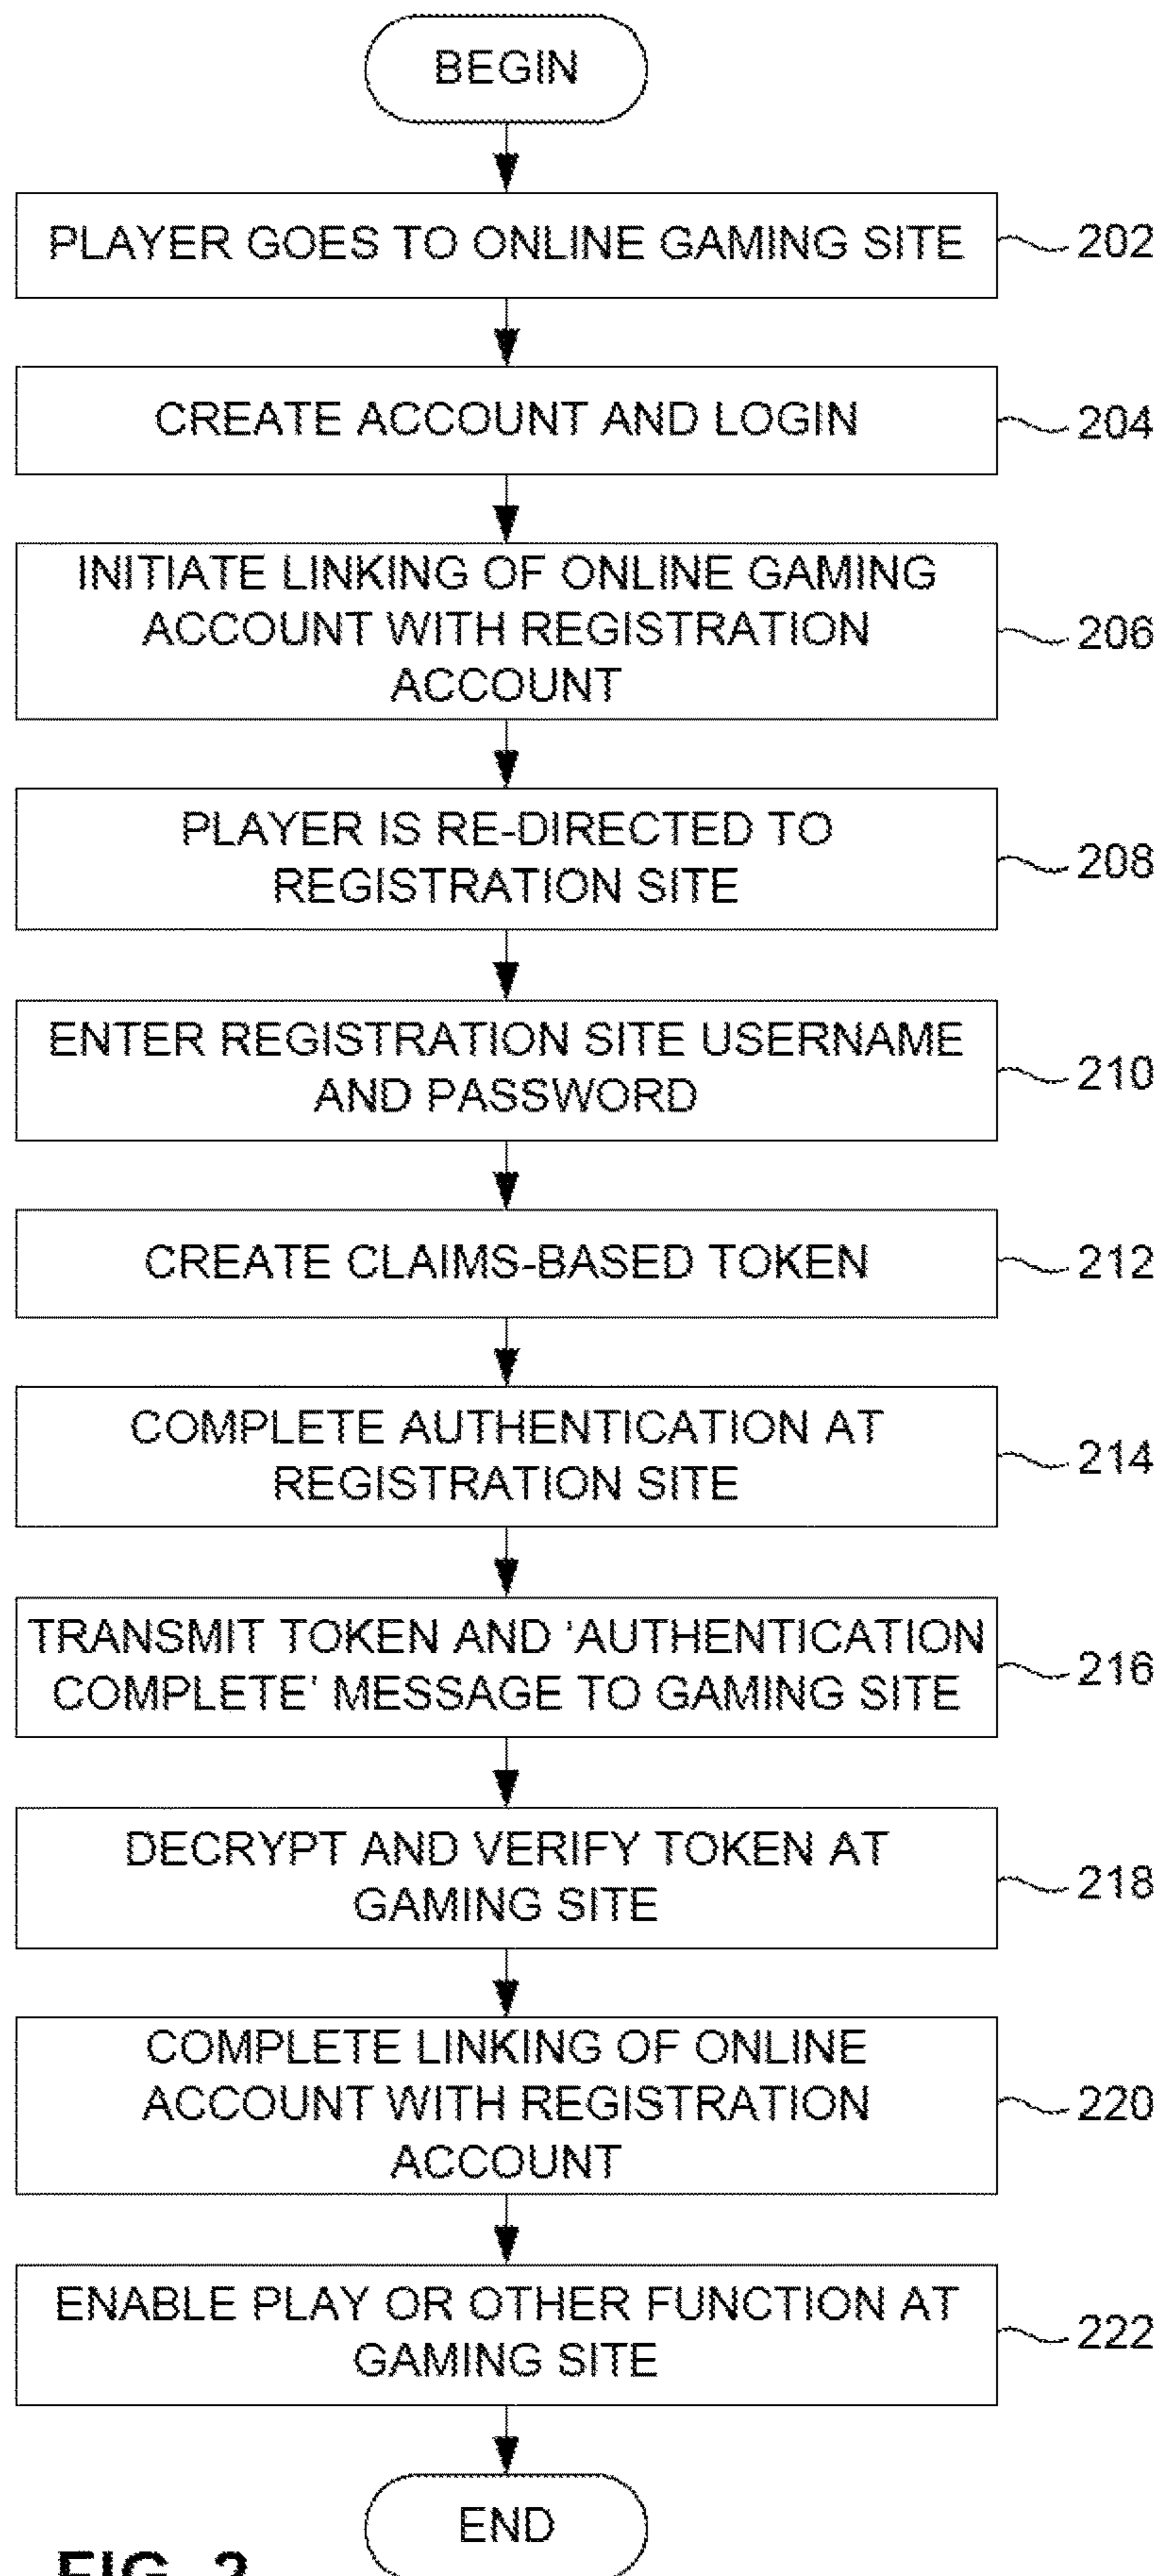 BEGIN
PLAYER GOES TO ONLINE GAMING SITE
202
CREATE ACCOUNT AND LOGIN
204
INITIATE LINKING OF ONLINE GAMING
ACCOUNT WITH REGISTRATION
ACCOUNT
206
PLAYER IS RE-DIRECTED TO
REGISTRATION SITE
208
ENTER REGISTRATION SITE USERNAME
AND PASSWORD
210
CREATE CLAIMS-BASED TOKEN
212
COMPLETE AUTHENTICATION AT
REGISTRATION SITE
214
TRANSMIT TOKEN AND 'AUTHENTICATION
COMPLETE' MESSAGE TO GAMING SITE
216
DECRYPT AND VERIFY TOKEN AT
GAMING SITE
218
COMPLETE LINKING OF ONLINE
ACCOUNT WITH REGISTRATION
ACCOUNT
220
ENABLE PLAY OR OTHER FUNCTION AT
GAMING SITE
222
END
FIG. 2